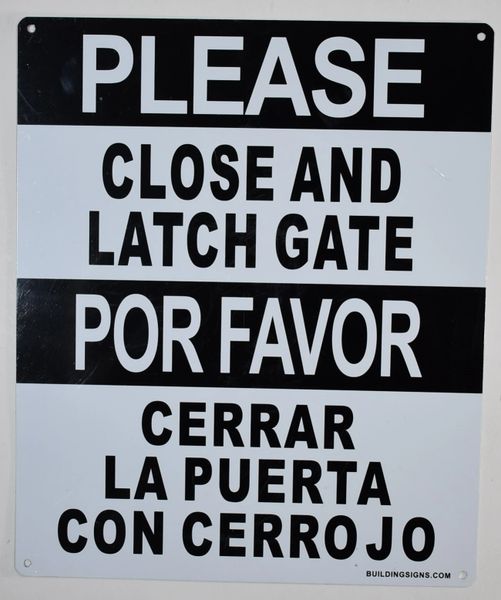 PLEASE
CLOSE AND
LATCH GATE
POR FAVOR
CERRAR
LA PUERTA
CON CERROJO
BUILDINGSIGNS.COM